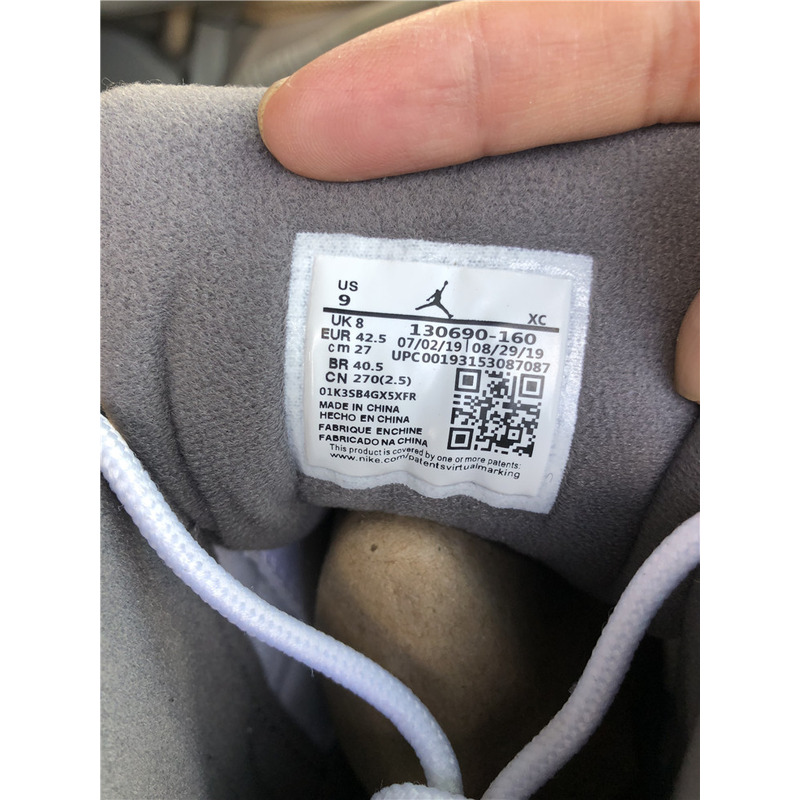 US
9
XC
UK 8
130690-160
EUR 42.5
07/02/19 | 08/29/19
cm 27
UPC00193153087087
BR 40.5
CN 270(2.5)
01K3SB4GX5XFR
MADE IN CHINA
HECHO EN CHINA
FABRIQUE EN CHINE
FABRICADO NA CHINA
This product is covered by one or more patents:
www.nike.com/patentsvirtualmarking